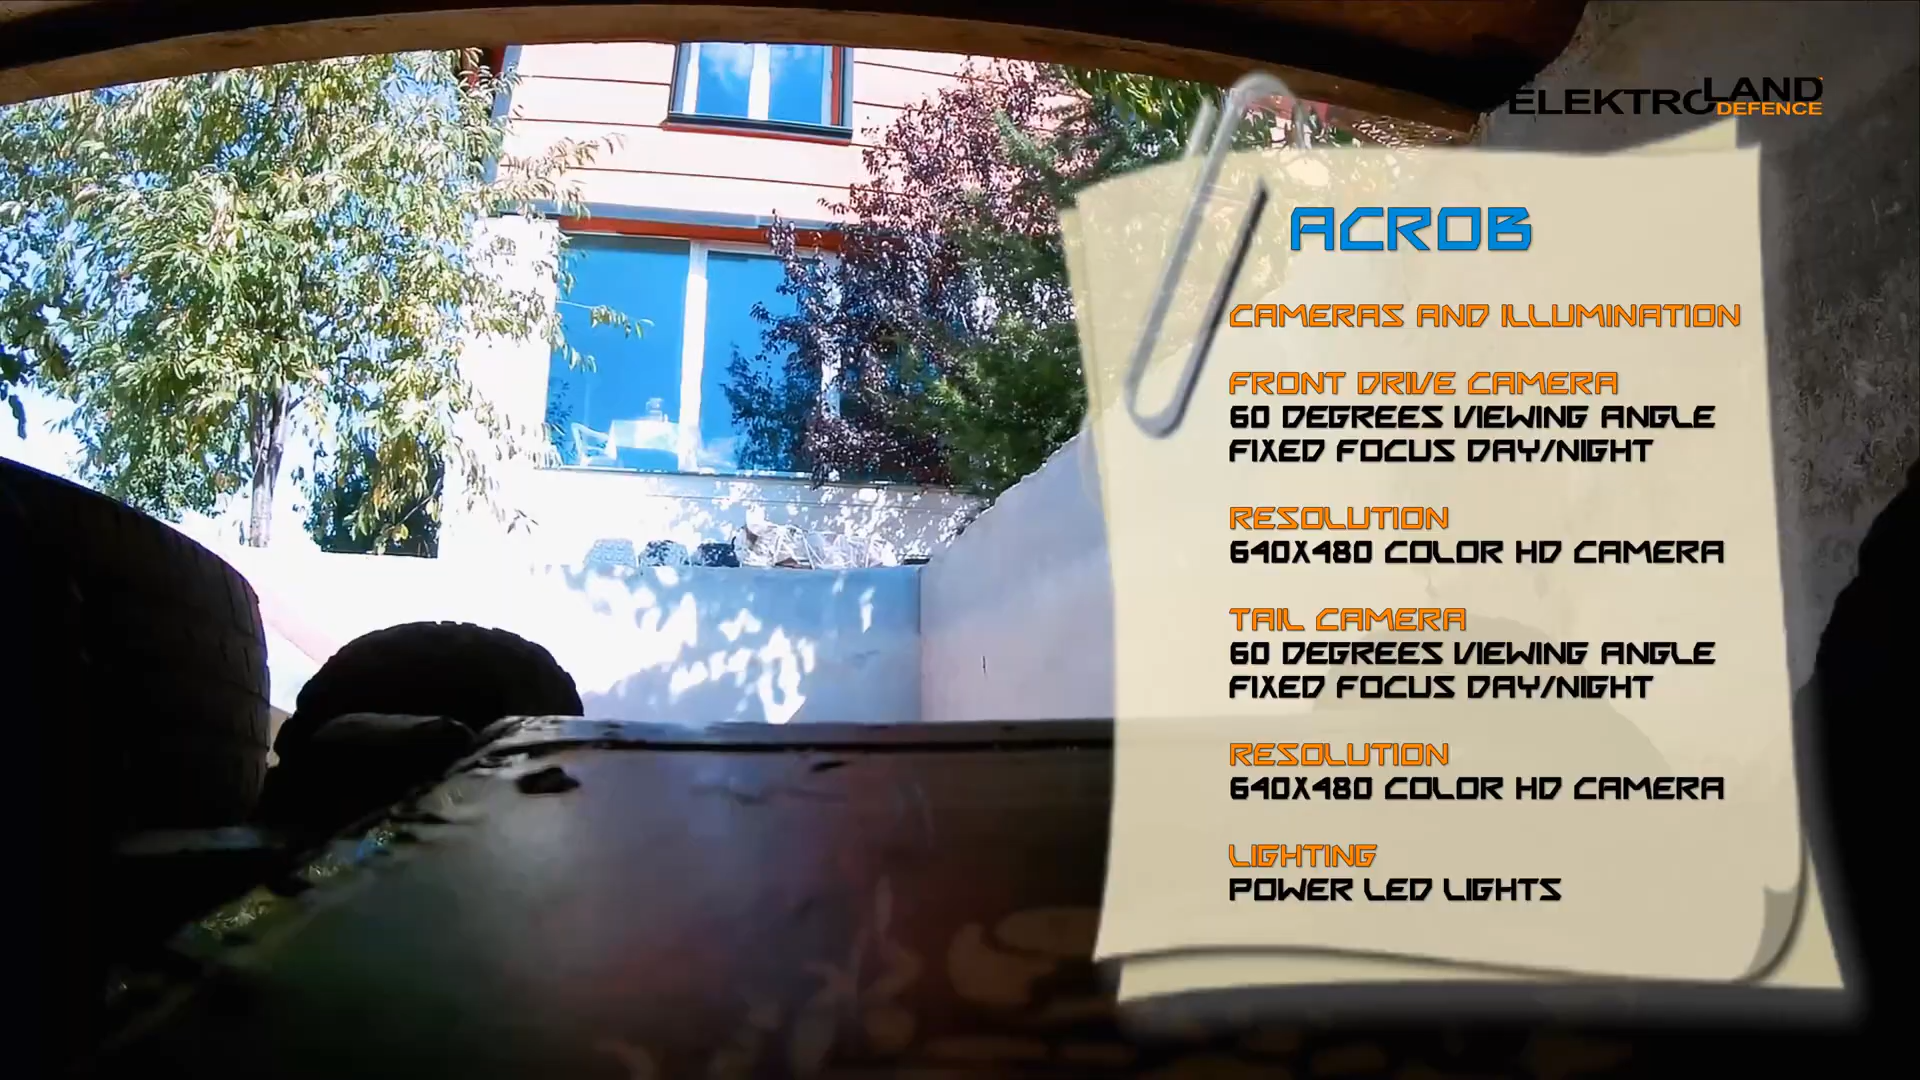 ELEKTROLAND
DEFENCE
ACROB
CAMERAS AND ILLUMINATION
FRONT DRIVE CAMERA
60 DEGREES VIEWING ANGLE
FIXED FOCUS DAY/NIGHT
RESOLUTION
640X480 COLOR HD CAMERA
TAIL CAMERA
60 DEGREES VIEWING ANGLE
FIXED FOCUS DAY/NIGHT
RESOLUTION
640X480 COLOR HD CAMERA
LIGHTING
POWER LED LIGHTS